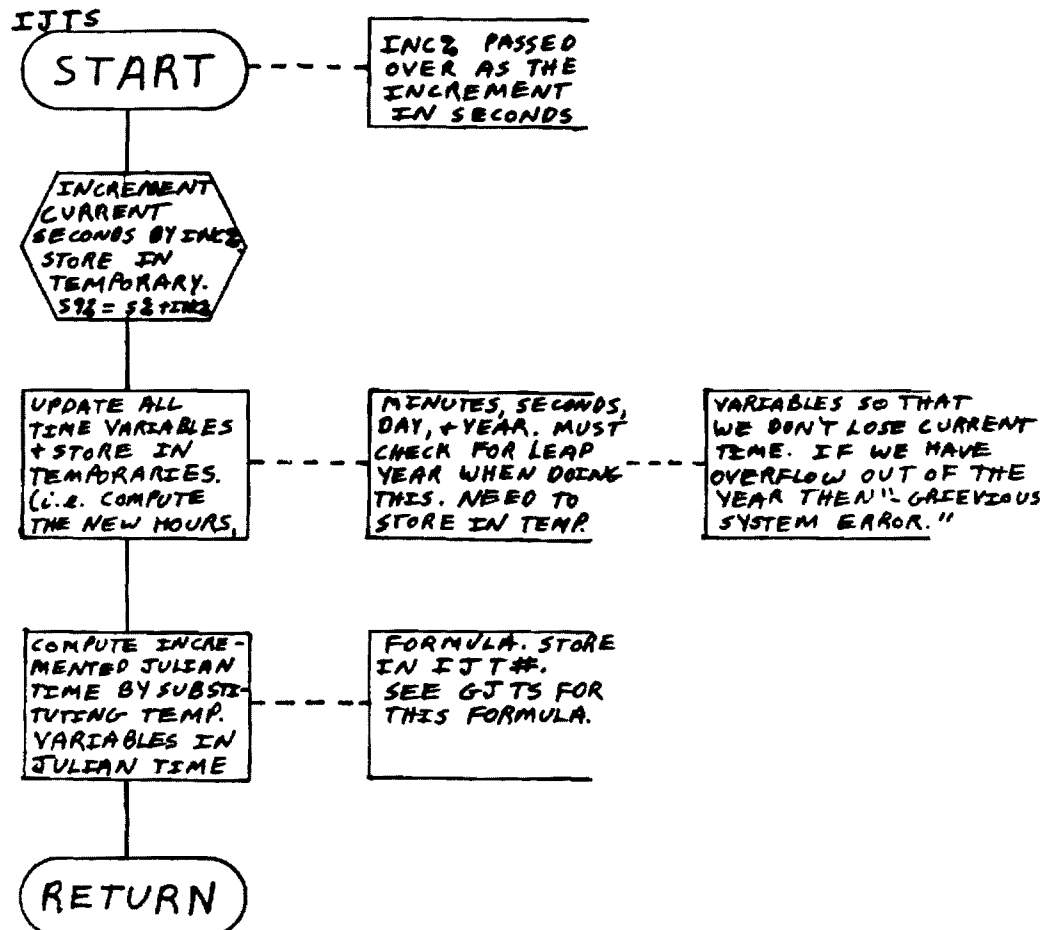 IJTS
START
INC% PASSED
OVER AS THE
INCREMENT
IN SECONDS
INCREMENT
CURRENT
SECONDS BY INC%,
STORE IN
TEMPORARY.
S9% = S% + INC%
UPDATE ALL
TIME VARIABLES
+ STORE IN
TEMPORARIES.
(i.e. COMPUTE
THE NEW HOURS,
MINUTES, SECONDS,
DAY, + YEAR. MUST
CHECK FOR LEAP
YEAR WHEN DOING
THIS. NEED TO
STORE IN TEMP.
VARIABLES SO THAT
WE DON'T LOSE CURRENT
TIME. IF WE HAVE
OVERFLOW OUT OF THE
YEAR THEN "- GRIEVIOUS
SYSTEM ERROR."
COMPUTE INCRE-
MENTED JULIAN
TIME BY SUBSTI-
TUTING TEMP.
VARIABLES IN
JULIAN TIME
FORMULA. STORE
IN IJT#.
SEE GJTS FOR
THIS FORMULA.
RETURN